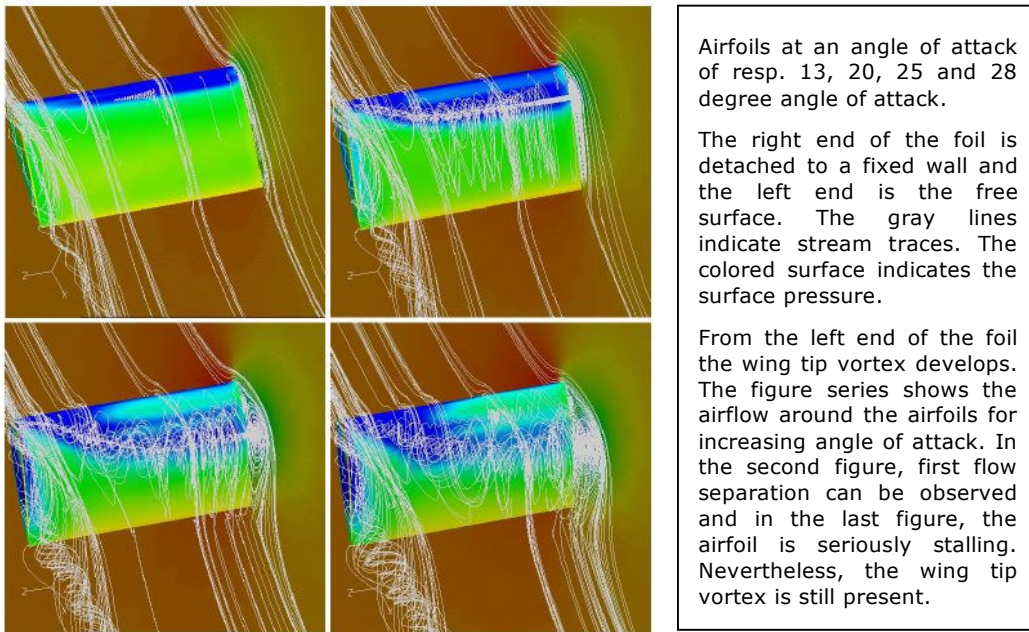 Airfoils at an angle of attack
of resp. 13, 20, 25 and 28
degree angle of attack.
The right end of the foil is
detached to a fixed wall and
the left end is the free
surface. The gray lines
indicate stream traces. The
colored surface indicates the
surface pressure.
From the left end of the foil
the wing tip vortex develops.
The figure series shows the
airflow around the airfoils for
increasing angle of attack. In
the second figure, first flow
separation can be observed
and in the last figure, the
airfoil is seriously stalling.
Nevertheless, the wing tip
vortex is still present.